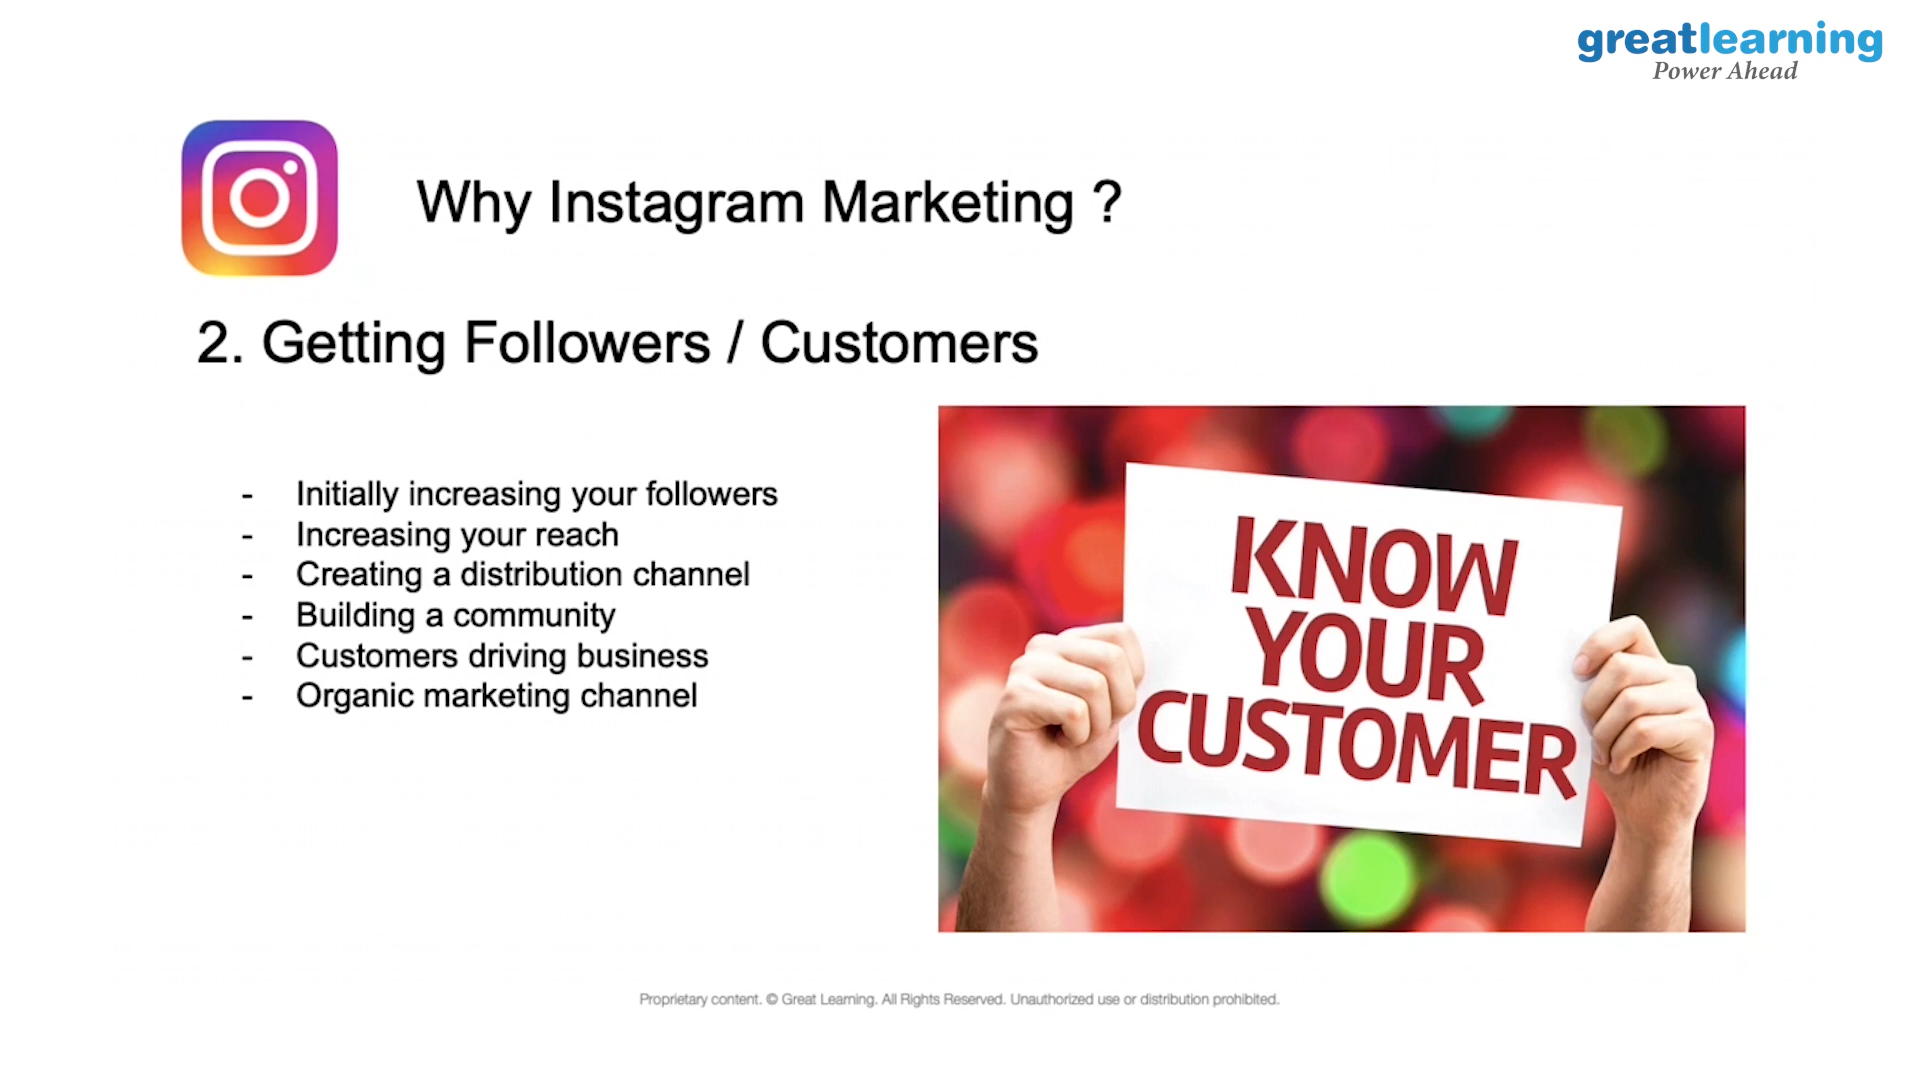 greatlearning
Power Ahead
Why Instagram Marketing ?
2. Getting Followers / Customers
- Initially increasing your followers
- Increasing your reach
- Creating a distribution channel
- Building a community
- Customers driving business
- Organic marketing channel
KNOW
YOUR
CUSTOMER
Proprietary content. © Great Learning. All Rights Reserved. Unauthorized use or distribution prohibited.